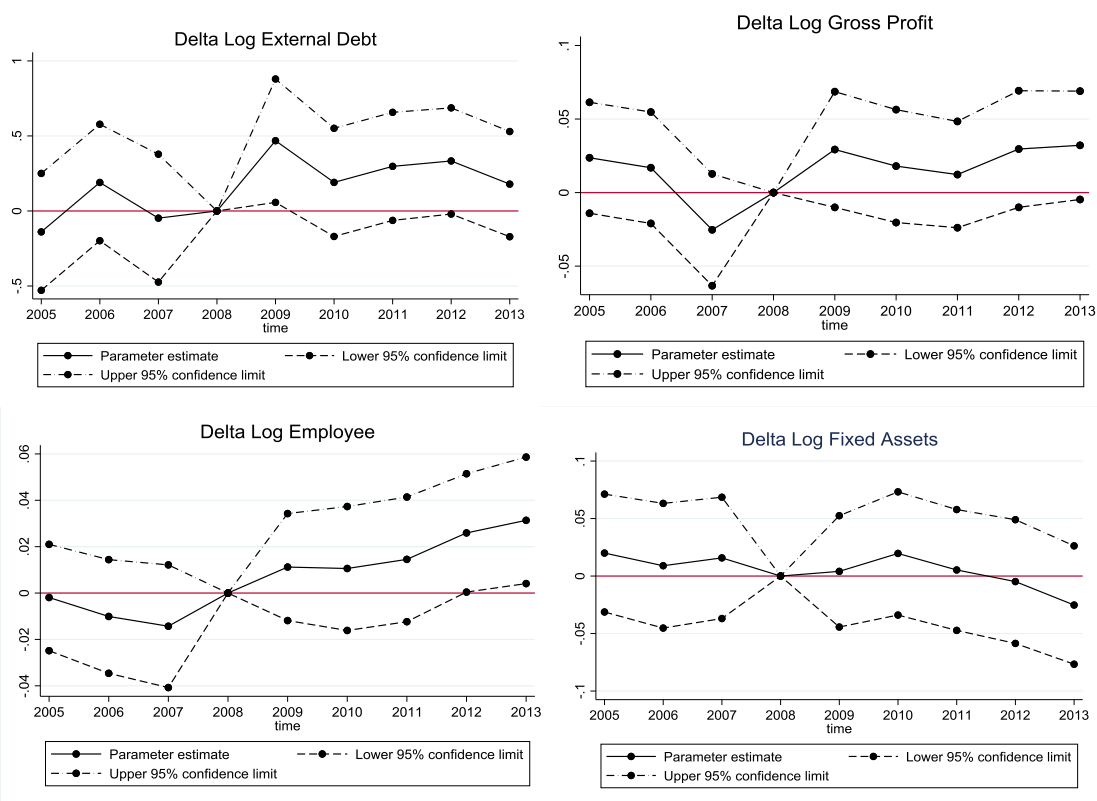 Delta Log External Debt
1
.5
0
-.5
2005 2006 2007 2008 2009 2010 2011 2012 2013
time
Parameter estimate
Lower 95% confidence limit
Upper 95% confidence limit
Delta Log Gross Profit
.1
.05
0
-.05
2005 2006 2007 2008 2009 2010 2011 2012 2013
time
Parameter estimate
Lower 95% confidence limit
Upper 95% confidence limit
Delta Log Employee
.06
.04
.02
0
-.02
-.04
2005 2006 2007 2008 2009 2010 2011 2012 2013
time
Parameter estimate
Lower 95% confidence limit
Upper 95% confidence limit
Delta Log Fixed Assets
.1
.05
0
-.05
-.1
2005 2006 2007 2008 2009 2010 2011 2012 2013
time
Parameter estimate
Lower 95% confidence limit
Upper 95% confidence limit